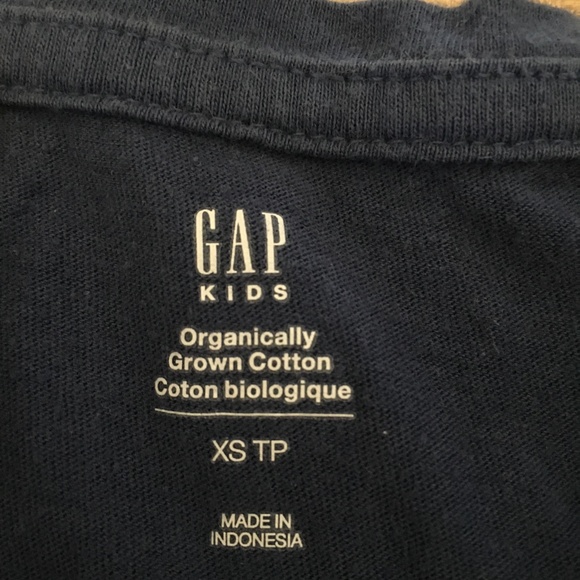 GAP
KIDS
Organically
Grown Cotton
Coton biologique
XS TP
MADE IN
INDONESIA